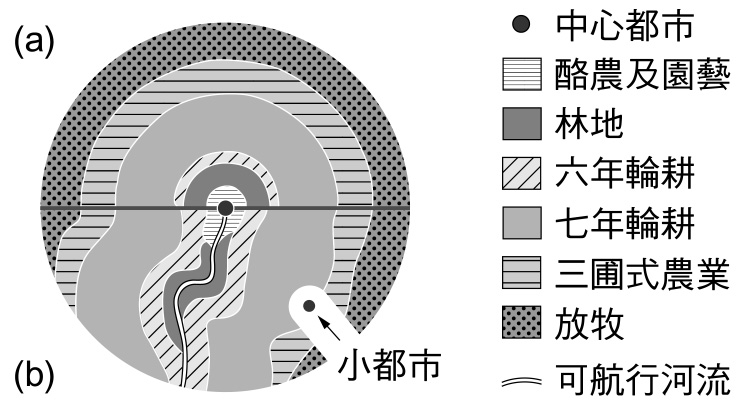 (a)
(b)
小都市
中心都市
酪農及園藝
林地
六年輪耕
七年輪耕
三圃式農業
放牧
可航行河流